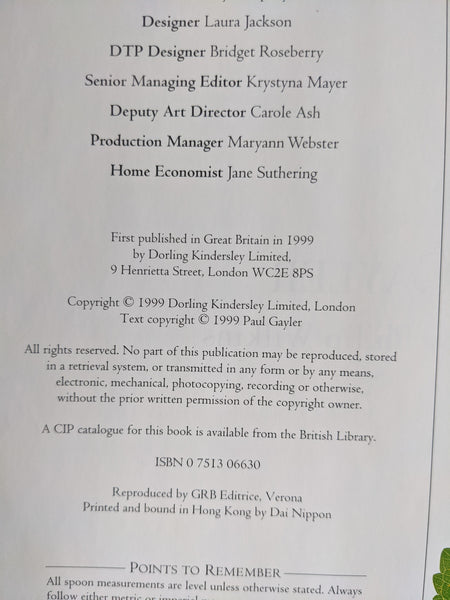 Designer Laura Jackson
DTP Designer Bridget Roseberry
Senior Managing Editor Krystyna Mayer
Deputy Art Director Carole Ash
Production Manager Maryann Webster
Home Economist Jane Suthering
First published in Great Britain in 1999
by Dorling Kindersley Limited,
9 Henrietta Street, London WC2E 8PS
Copyright © 1999 Dorling Kindersley Limited, London
Text copyright © 1999 Paul Gayler
All rights reserved. No part of this publication may be reproduced, stored
in a retrieval system, or transmitted in any form or by any means,
electronic, mechanical, photocopying, recording or otherwise,
without the prior written permission of the copyright owner.
A CIP catalogue for this book is available from the British Library.
ISBN 0 7513 06630
Reproduced by GRB Editrice, Verona
Printed and bound in Hong Kong by Dai Nippon
POINTS TO REMEMBER
All spoon measurements are level unless otherwise stated. Always
follow either metric or imperial